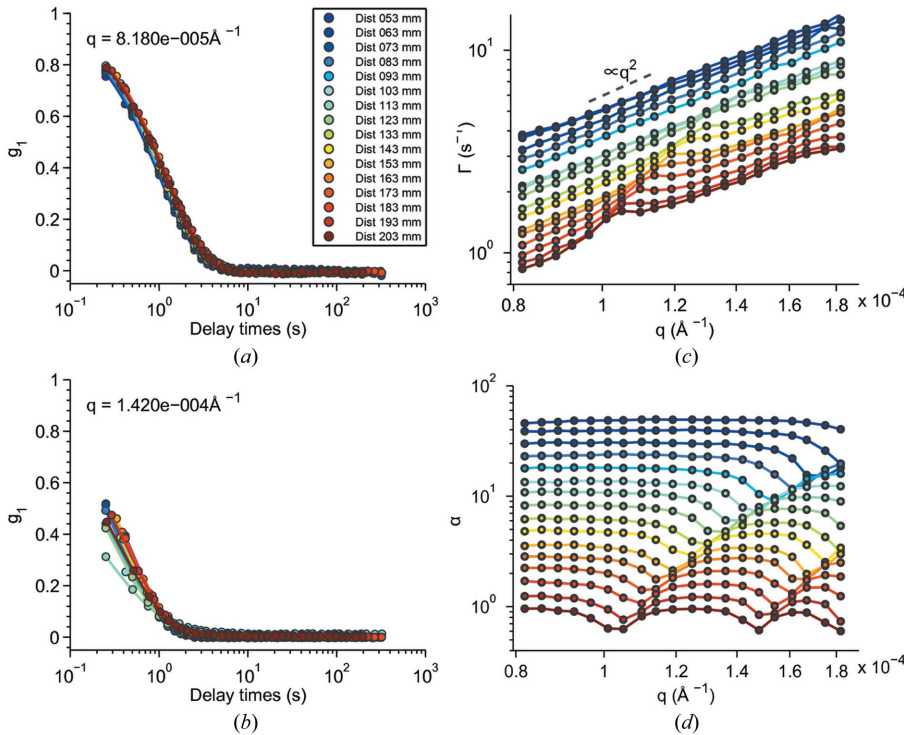 q = 8.180e−005Å⁻¹
1
0.8
0.6
0.4
0.2
0
g₁
10⁻¹ 10⁰ 10¹ 10² 10³
Delay times (s)
(a)
Dist 053 mm
Dist 063 mm
Dist 073 mm
Dist 083 mm
Dist 093 mm
Dist 103 mm
Dist 113 mm
Dist 123 mm
Dist 133 mm
Dist 143 mm
Dist 153 mm
Dist 163 mm
Dist 173 mm
Dist 183 mm
Dist 193 mm
Dist 203 mm
∝q²
10¹
10⁰
Γ (s⁻¹)
0.8 1 1.2 1.4 1.6 1.8 x 10⁻⁴
q (Å⁻¹)
(c)
q = 1.420e−004Å⁻¹
1
0.8
0.6
0.4
0.2
0
g₁
10⁻¹ 10⁰ 10¹ 10² 10³
Delay times (s)
(b)
10²
10¹
10⁰
α
0.8 1 1.2 1.4 1.6 1.8 x 10⁻⁴
q (Å⁻¹)
(d)